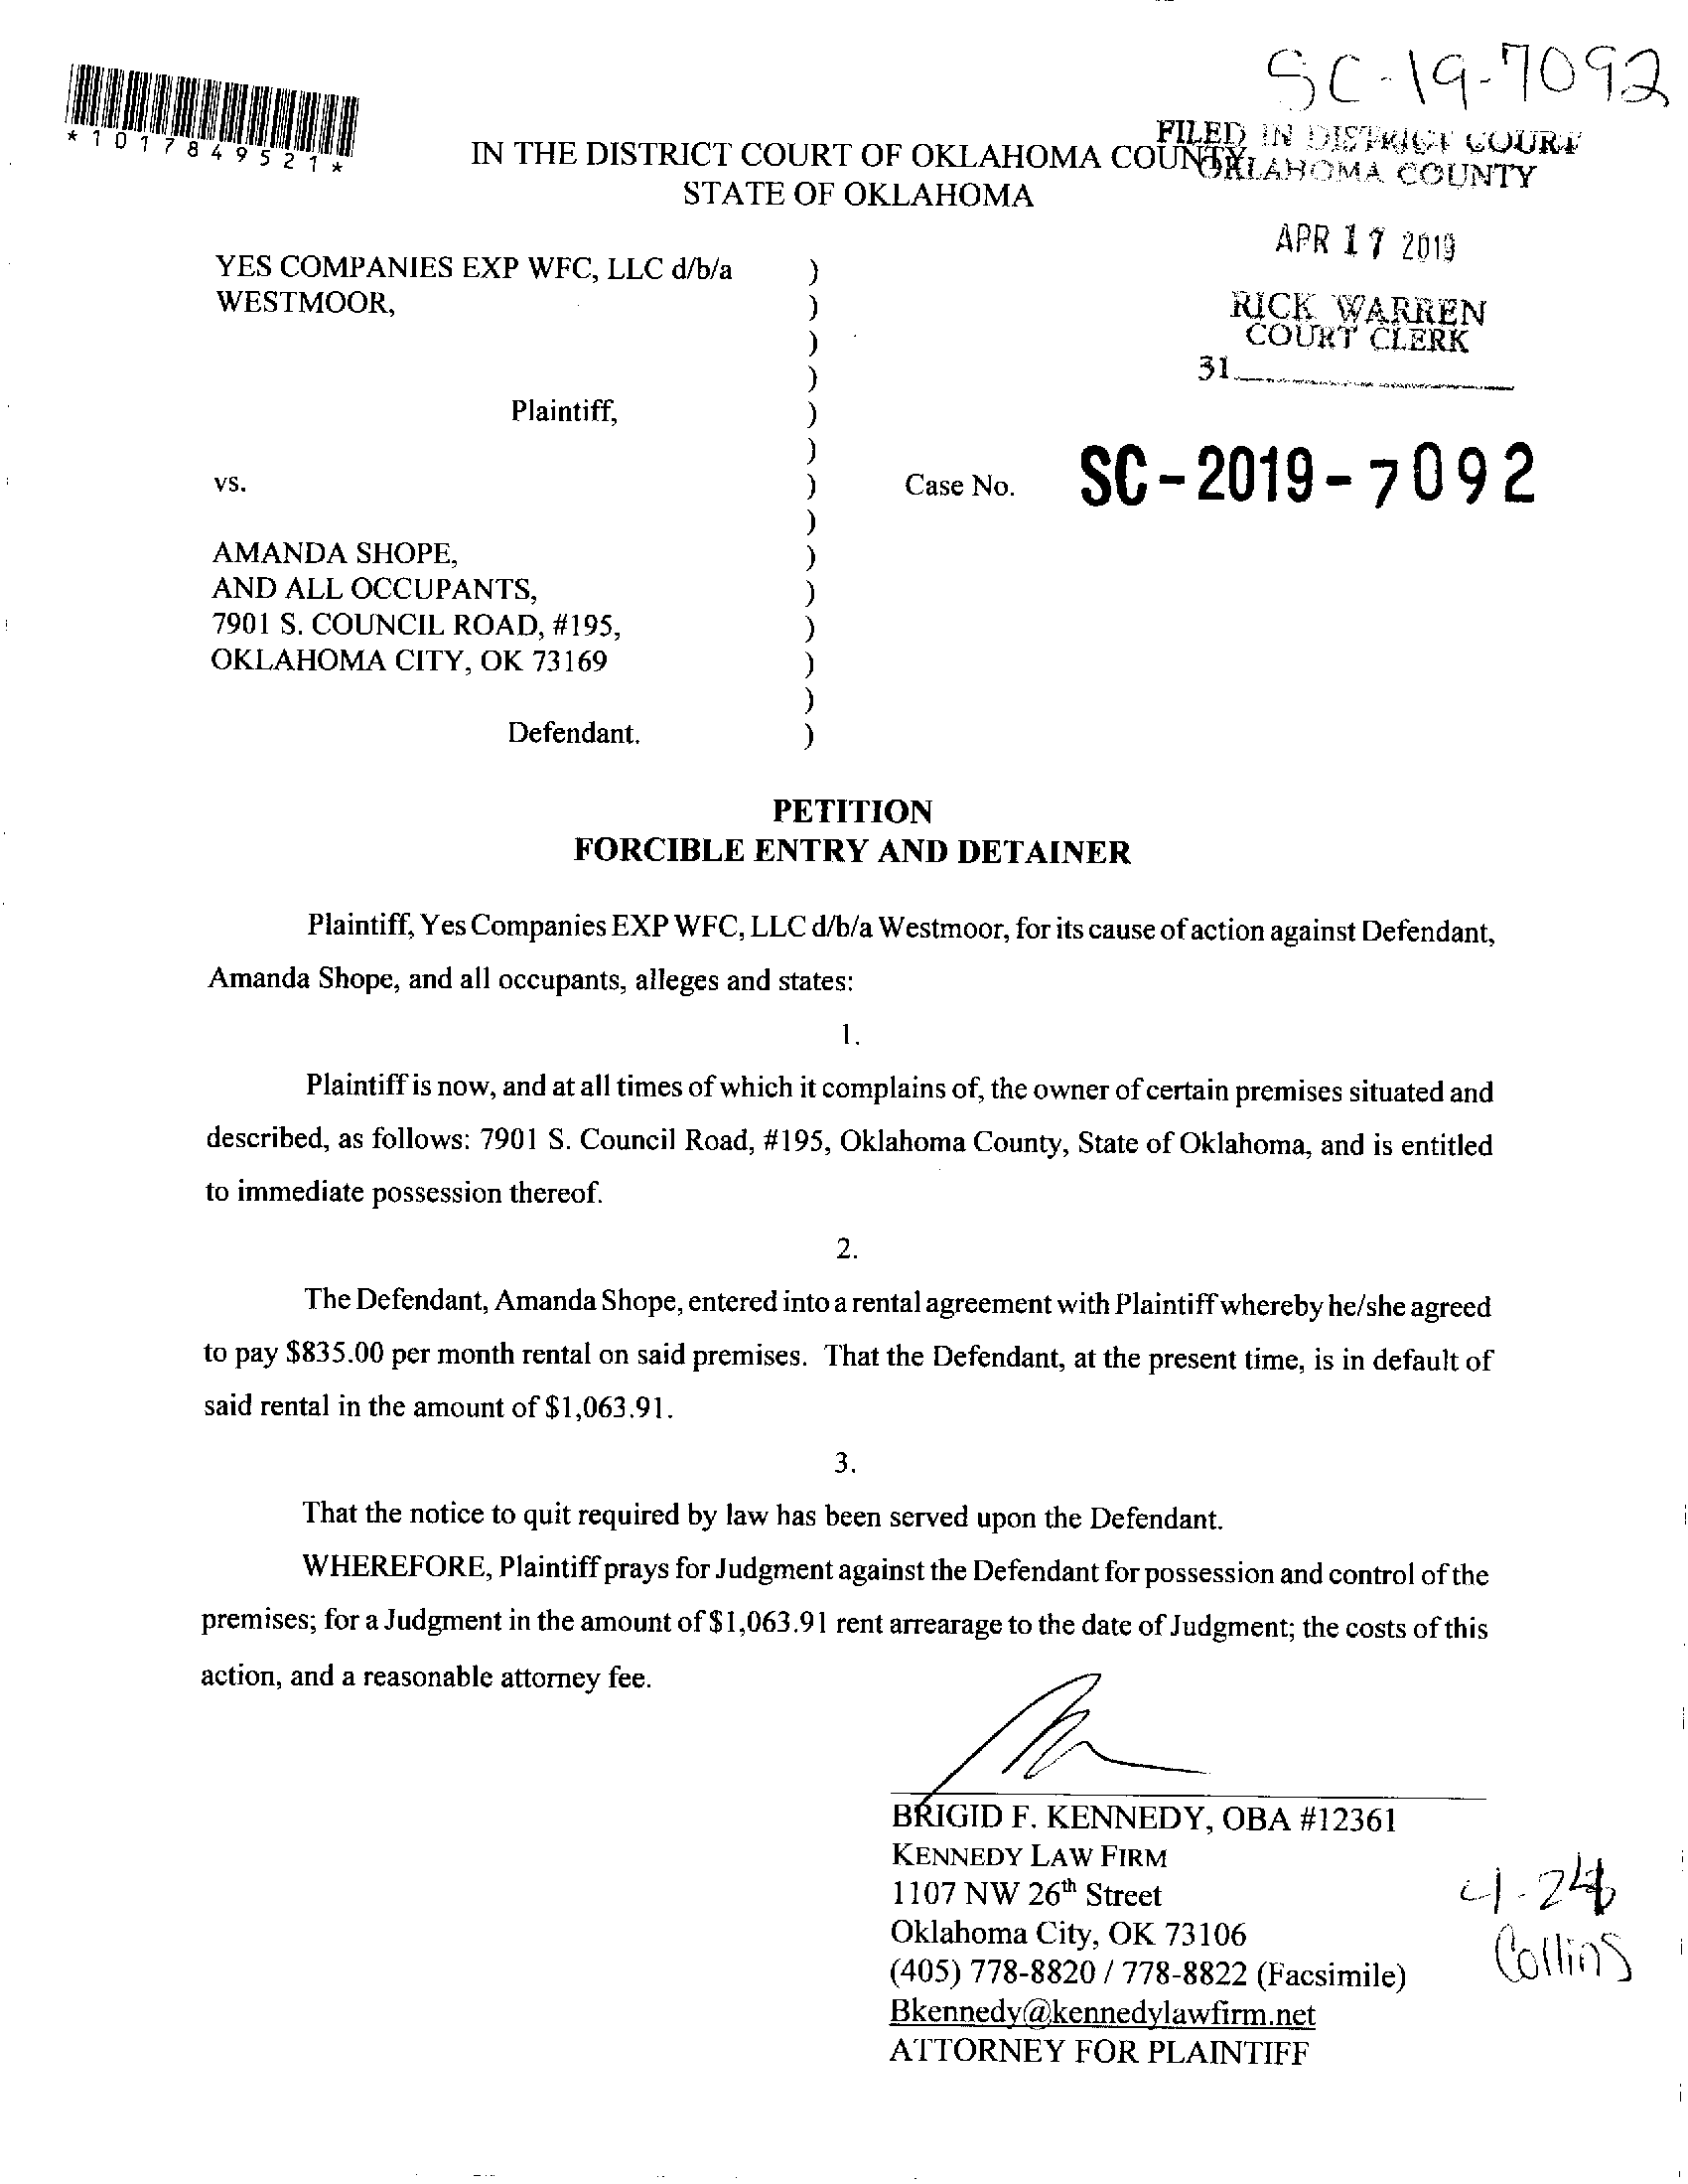 SC-19-7092
*1017849521*
FILED IN DISTRICT COURT
OKLAHOMA COUNTY
IN THE DISTRICT COURT OF OKLAHOMA COUNTY
STATE OF OKLAHOMA
APR 17 2019
RICK WARREN
COURT CLERK
31
YES COMPANIES EXP WFC, LLC d/b/a )
WESTMOOR, )
)
)
Plaintiff, )
)
vs. ) Case No. SC-2019-7092
)
AMANDA SHOPE, )
AND ALL OCCUPANTS, )
7901 S. COUNCIL ROAD, #195, )
OKLAHOMA CITY, OK 73169 )
)
Defendant. )
PETITION
FORCIBLE ENTRY AND DETAINER
Plaintiff, Yes Companies EXP WFC, LLC d/b/a Westmoor, for its cause of action against Defendant,
Amanda Shope, and all occupants, alleges and states:
1.
Plaintiff is now, and at all times of which it complains of, the owner of certain premises situated and
described, as follows: 7901 S. Council Road, #195, Oklahoma County, State of Oklahoma, and is entitled
to immediate possession thereof.
2.
The Defendant, Amanda Shope, entered into a rental agreement with Plaintiff whereby he/she agreed
to pay $835.00 per month rental on said premises. That the Defendant, at the present time, is in default of
said rental in the amount of $1,063.91.
3.
That the notice to quit required by law has been served upon the Defendant.
WHEREFORE, Plaintiff prays for Judgment against the Defendant for possession and control of the
premises; for a Judgment in the amount of $1,063.91 rent arrearage to the date of Judgment; the costs of this
action, and a reasonable attorney fee.
BRIGID F. KENNEDY, OBA #12361
KENNEDY LAW FIRM
1107 NW 26th Street
Oklahoma City, OK 73106
(405) 778-8820 / 778-8822 (Facsimile)
Bkennedy@kennedylawfirm.net
ATTORNEY FOR PLAINTIFF
Collins